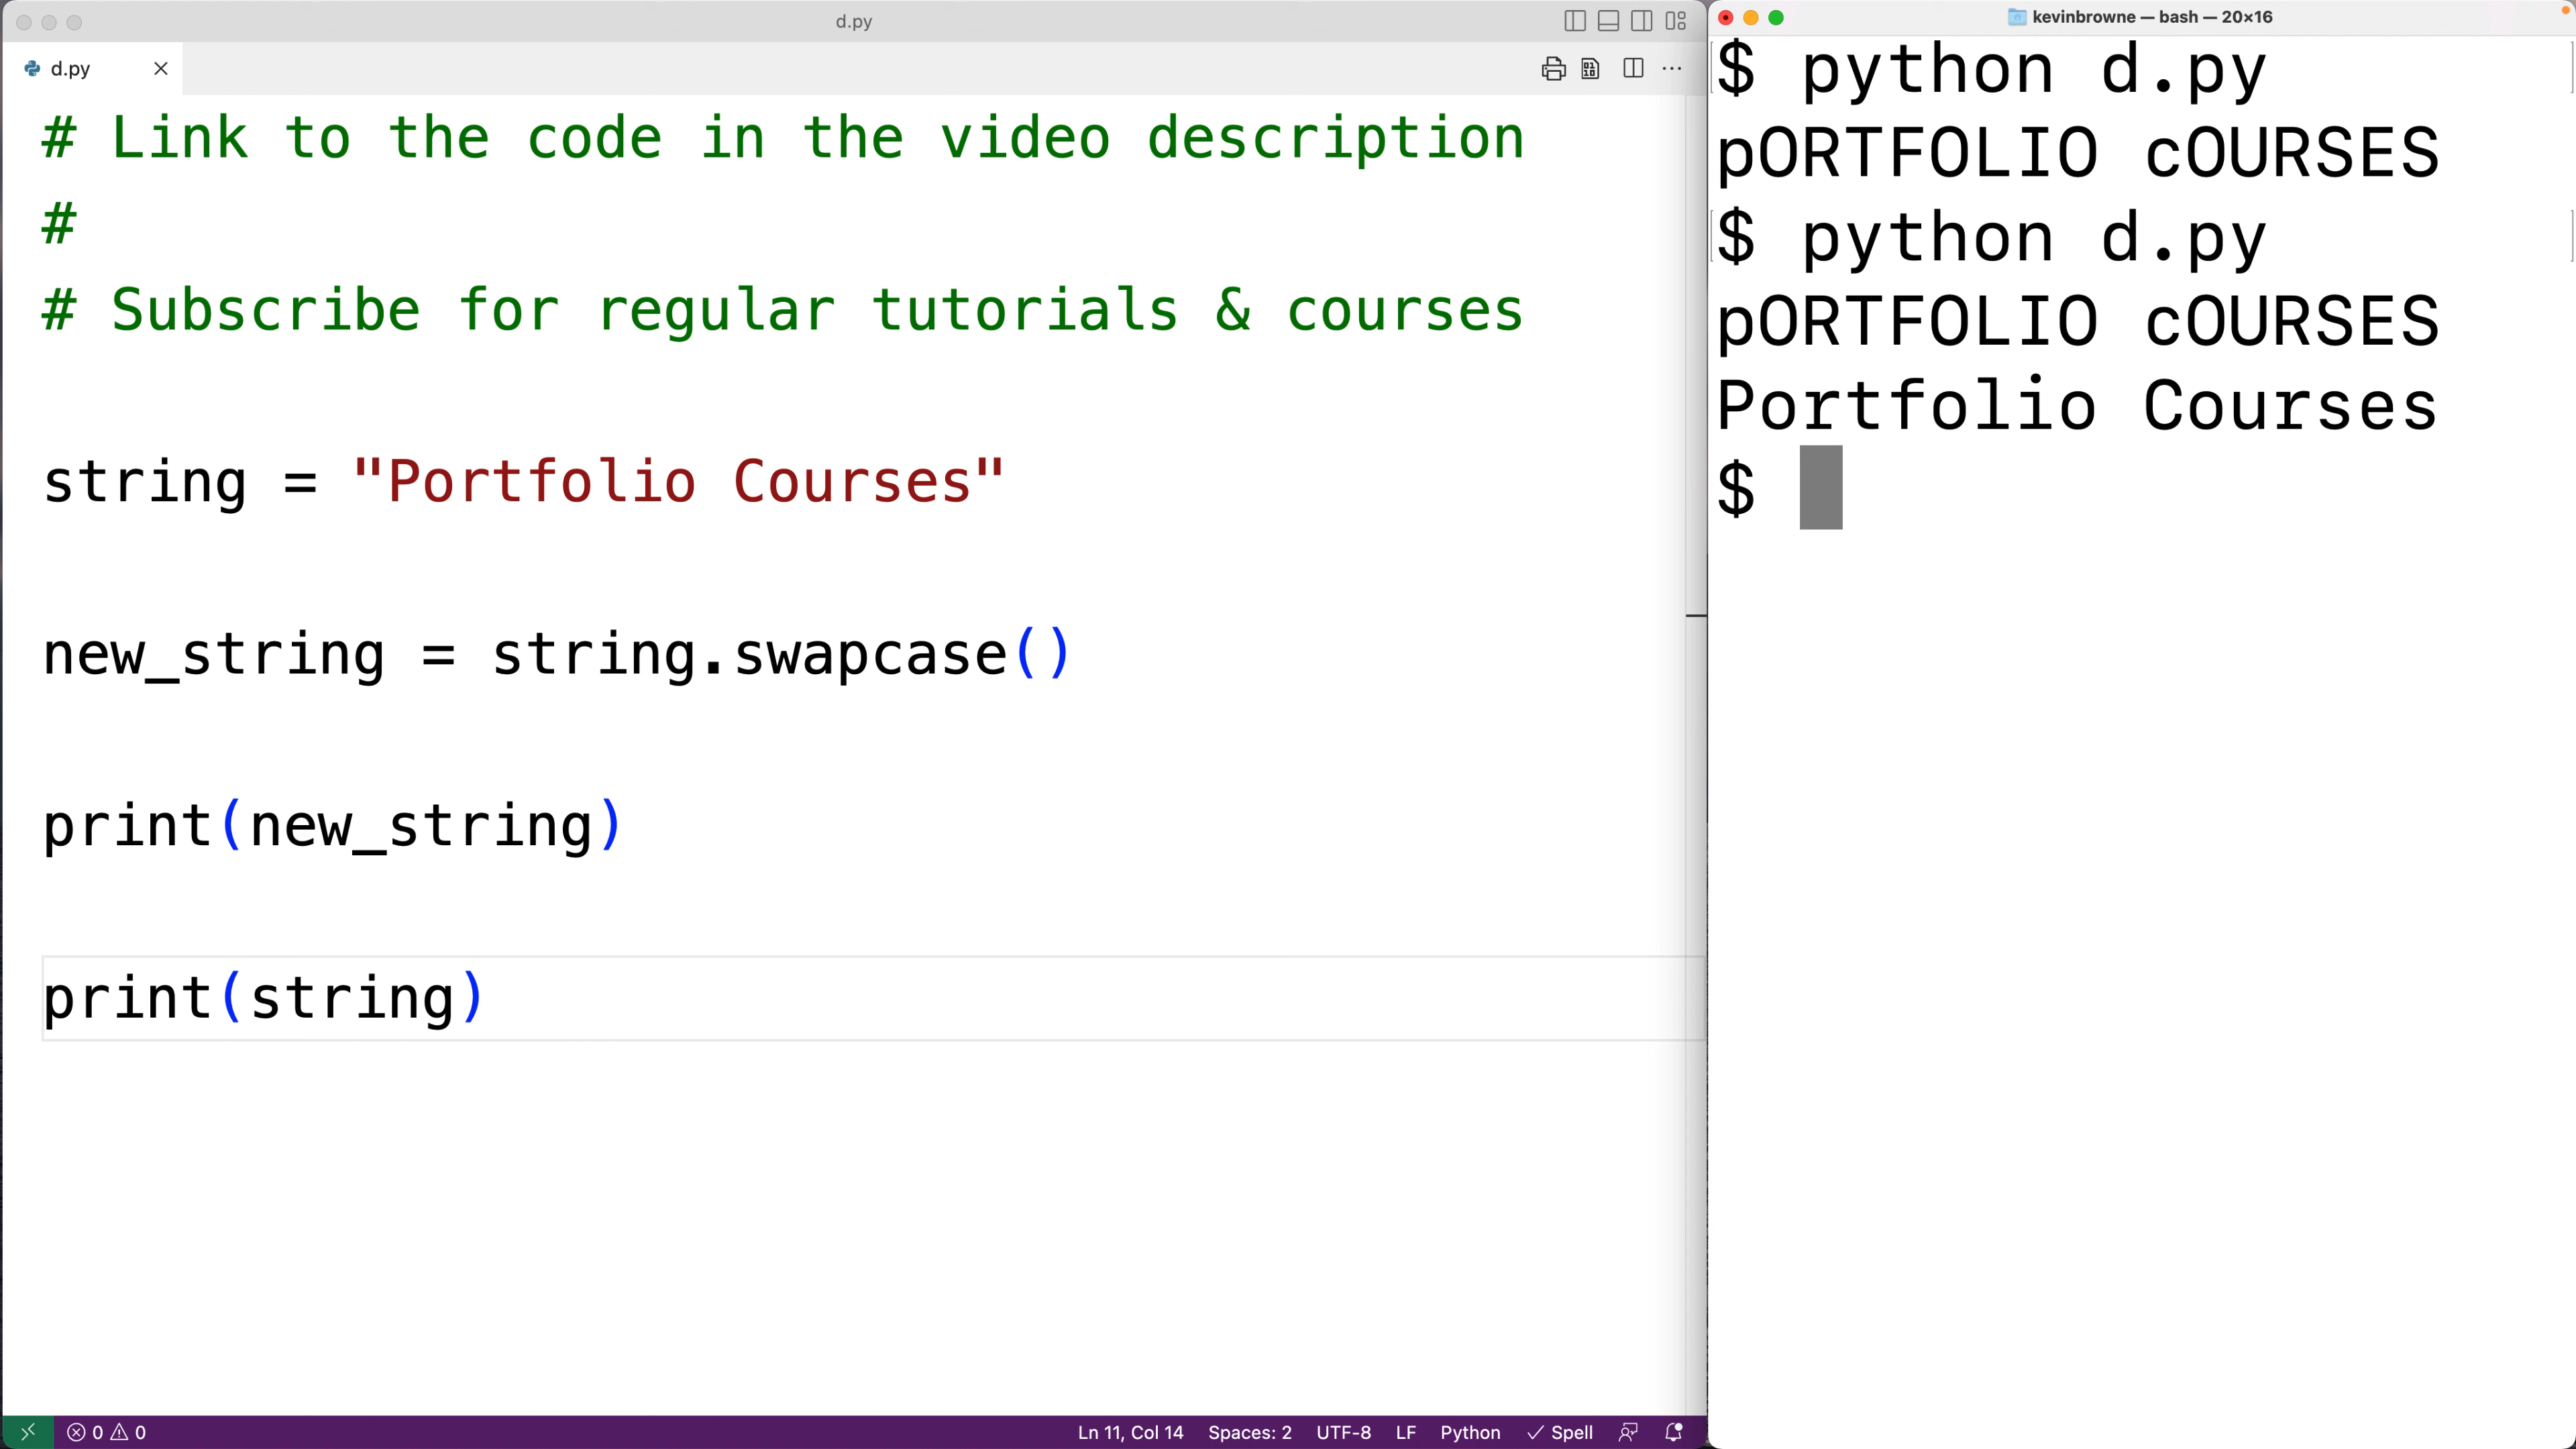 d.py
d.py
# Link to the code in the video description
#
# Subscribe for regular tutorials & courses
string = "Portfolio Courses"
new_string = string.swapcase()
print(new_string)
print(string)
0 0
Ln 11, Col 14 Spaces: 2 UTF-8 LF Python Spell
kevinbrowne — bash — 20×16
$ python d.py
pORTFOLIO cOURSES
$ python d.py
pORTFOLIO cOURSES
Portfolio Courses
$